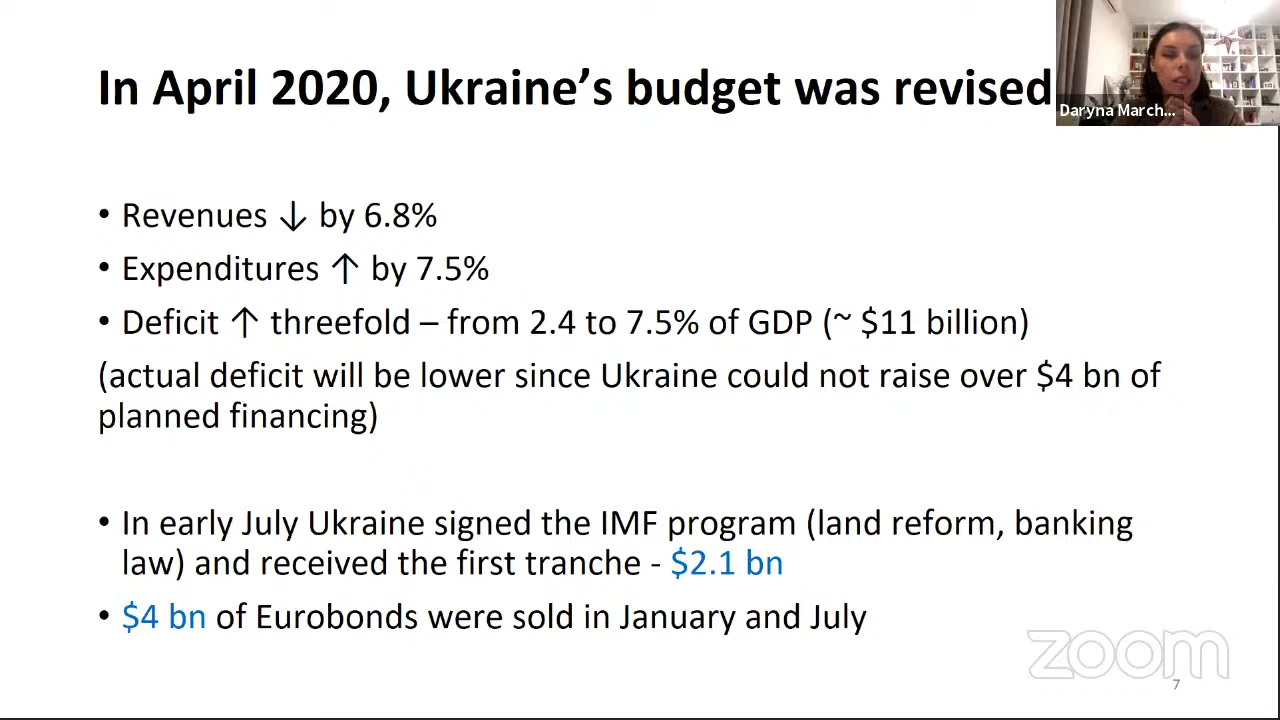 In April 2020, Ukraine’s budget was revised
Daryna March...
• Revenues ↓ by 6.8%
• Expenditures ↑ by 7.5%
• Deficit ↑ threefold – from 2.4 to 7.5% of GDP (~ $11 billion)
(actual deficit will be lower since Ukraine could not raise over $4 bn of
planned financing)
• In early July Ukraine signed the IMF program (land reform, banking
law) and received the first tranche - $2.1 bn
• $4 bn of Eurobonds were sold in January and July
zoom
7